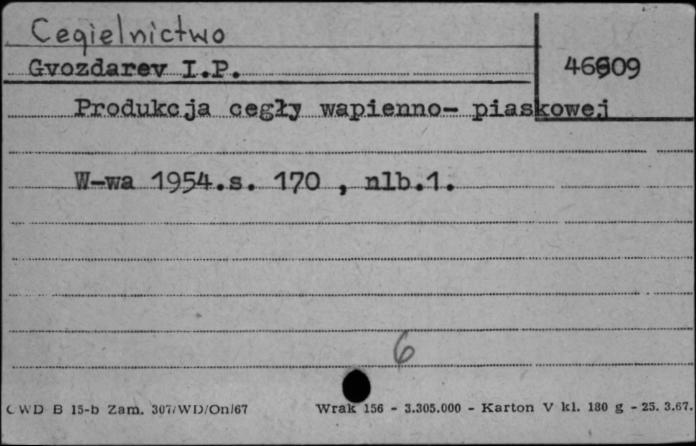 Cegielnictwo
Gvozdarev I.P.
46909
Produkcja cegły wapienno- piaskowej
W-wa 1954.s. 170 , nlb.1.
6
CWD B 15-b Zam. 307/WD/On/67 Wrak 156 - 3.305.000 - Karton V kl. 180 g - 25. 3.67.